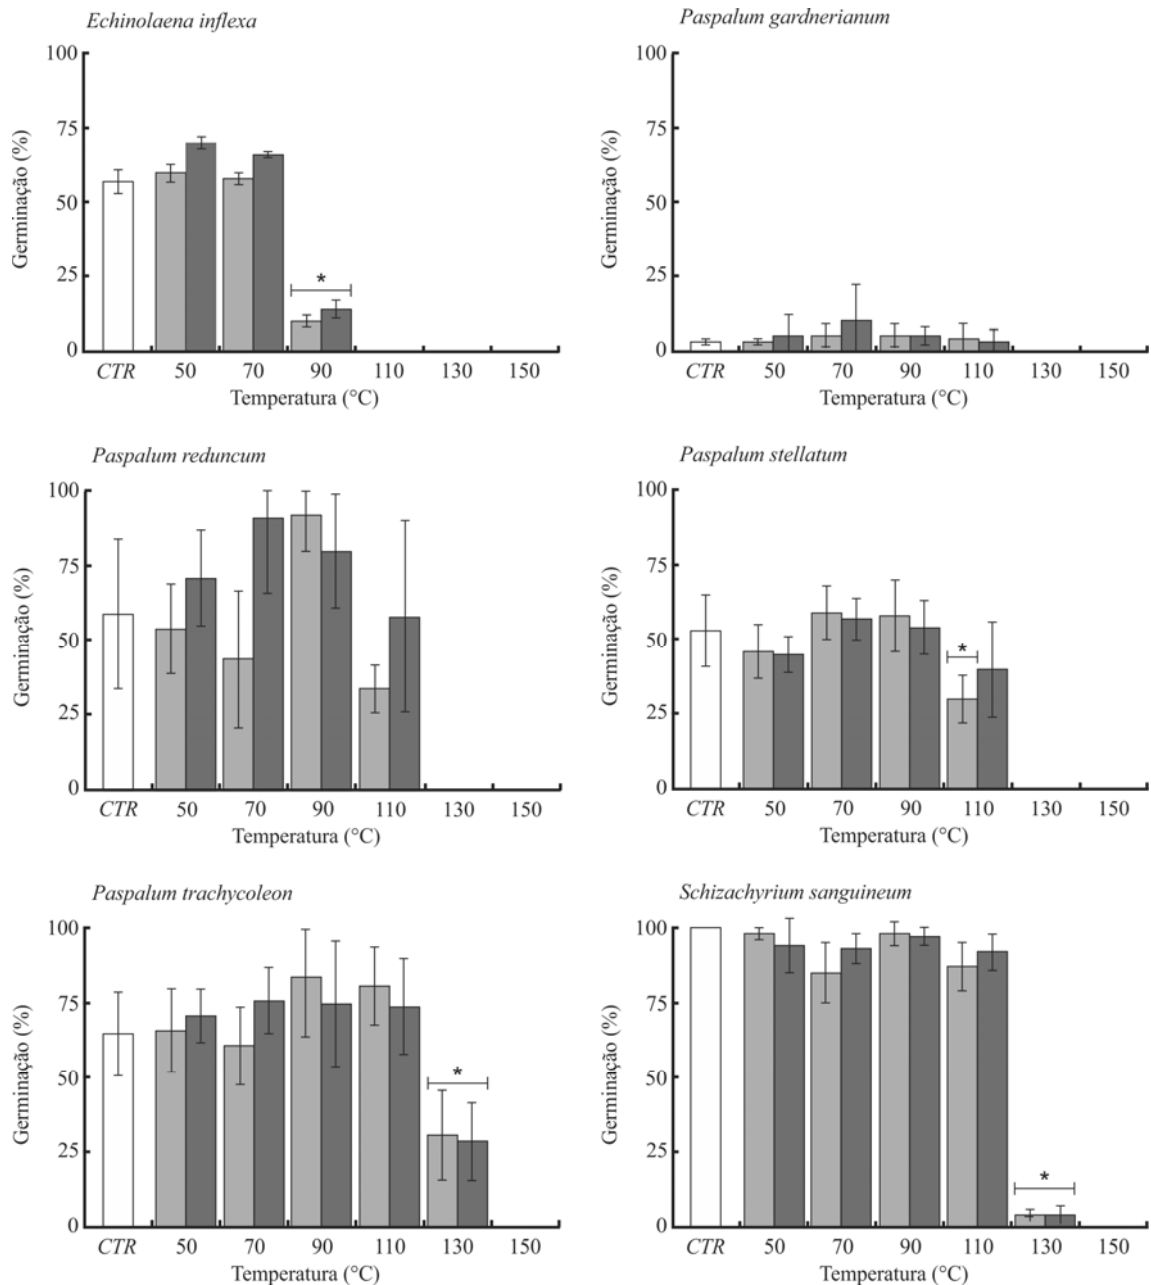 Echinolaena inflexa
100
75
50
25
0
Germinação (%)
*
CTR 50 70 90 110 130 150
Temperatura (°C)
Paspalum gardnerianum
100
75
50
25
0
Germinação (%)
CTR 50 70 90 110 130 150
Temperatura (°C)
Paspalum reduncum
100
75
50
25
0
Germinação (%)
CTR 50 70 90 110 130 150
Temperatura (°C)
Paspalum stellatum
100
75
50
25
0
Germinação (%)
*
CTR 50 70 90 110 130 150
Temperatura (°C)
Paspalum trachycoleon
100
75
50
25
0
Germinação (%)
*
CTR 50 70 90 110 130 150
Temperatura (°C)
Schizachyrium sanguineum
100
75
50
25
0
Germinação (%)
*
CTR 50 70 90 110 130 150
Temperatura (°C)